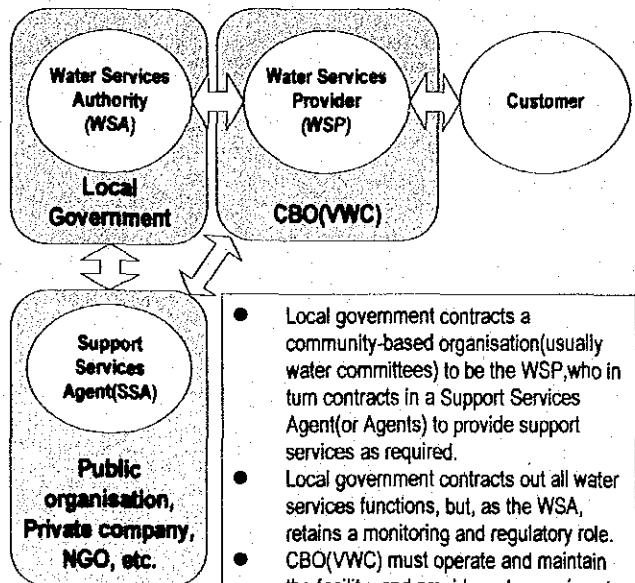 Water Services
Authority
(WSA)
Local
Government
Water Services
Provider
(WSP)
CBO(VWC)
Customer
Support
Services
Agent(SSA)
Public
organisation,
Private company,
NGO, etc.
● Local government contracts a
community-based organisation(usually
water committees) to be the WSP,who in
turn contracts in a Support Services
Agent(or Agents) to provide support
services as required.
● Local government contracts out all water
services functions, but, as the WSA,
retains a monitoring and regulatory role.
● CBO(VWC) must operate and maintain